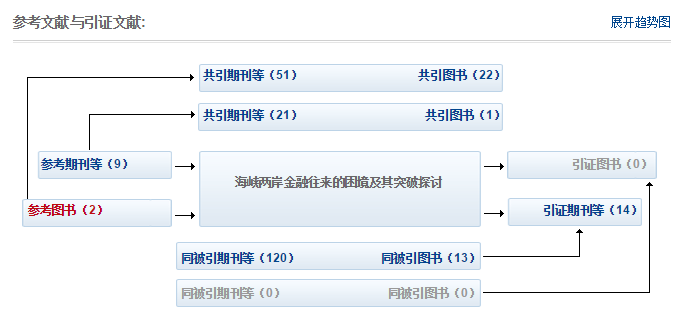 参考文献与引证文献:
展开趋势图
共引期刊等（51） 共引图书（22）
共引期刊等（21） 共引图书（1）
参考期刊等（9）
海峡两岸金融往来的困境及其突破探讨
引证图书（0）
参考图书（2）
引证期刊等（14）
同被引期刊等（120） 同被引图书（13）
同被引期刊等（0） 同被引图书（0）